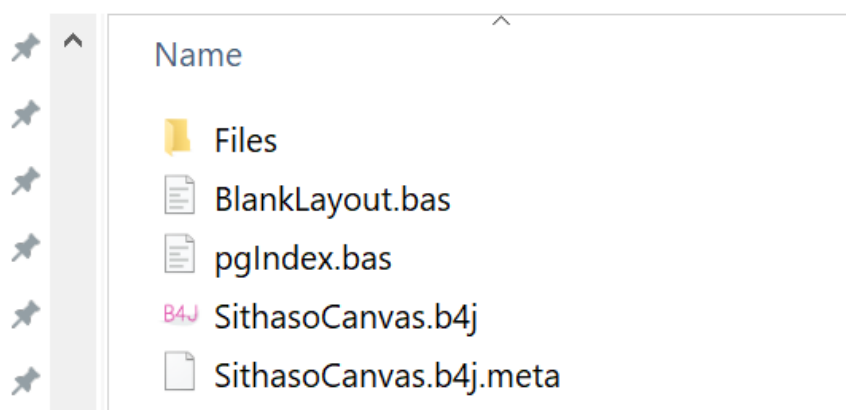 Name
Files
BlankLayout.bas
pgIndex.bas
B4J SithasoCanvas.b4j
SithasoCanvas.b4j.meta